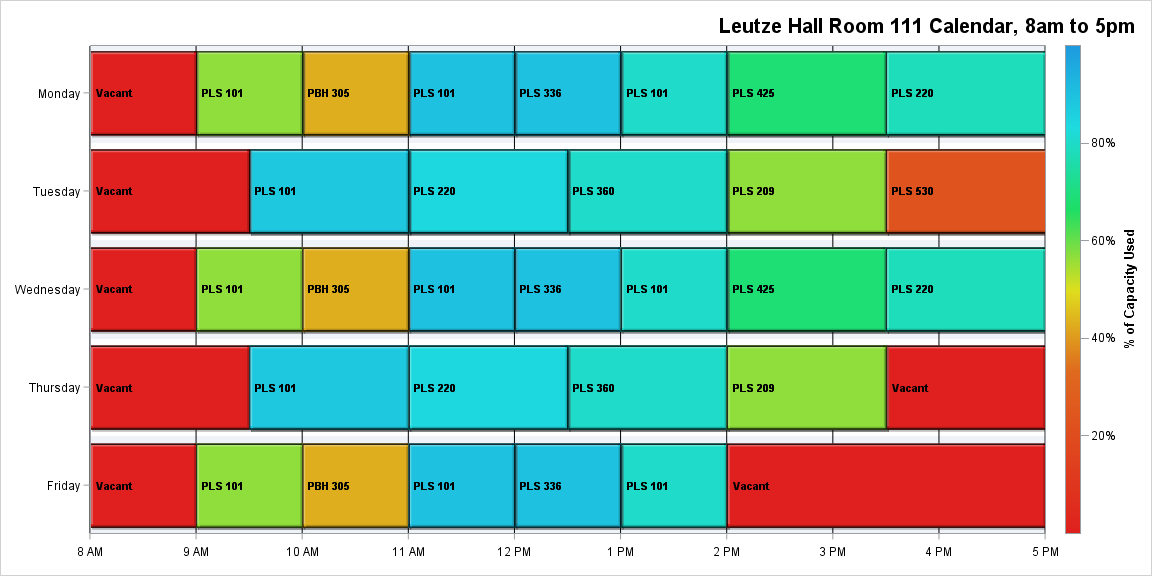 Leutze Hall Room 111 Calendar, 8am to 5pm
Monday
Vacant
PLS 101
PBH 305
PLS 101
PLS 336
PLS 101
PLS 425
PLS 220
Tuesday
Vacant
PLS 101
PLS 220
PLS 360
PLS 209
PLS 530
Wednesday
Vacant
PLS 101
PBH 305
PLS 101
PLS 336
PLS 101
PLS 425
PLS 220
Thursday
Vacant
PLS 101
PLS 220
PLS 360
PLS 209
Vacant
Friday
Vacant
PLS 101
PBH 305
PLS 101
PLS 336
PLS 101
Vacant
8 AM
9 AM
10 AM
11 AM
12 PM
1 PM
2 PM
3 PM
4 PM
5 PM
80%
60%
40%
20%
% of Capacity Used